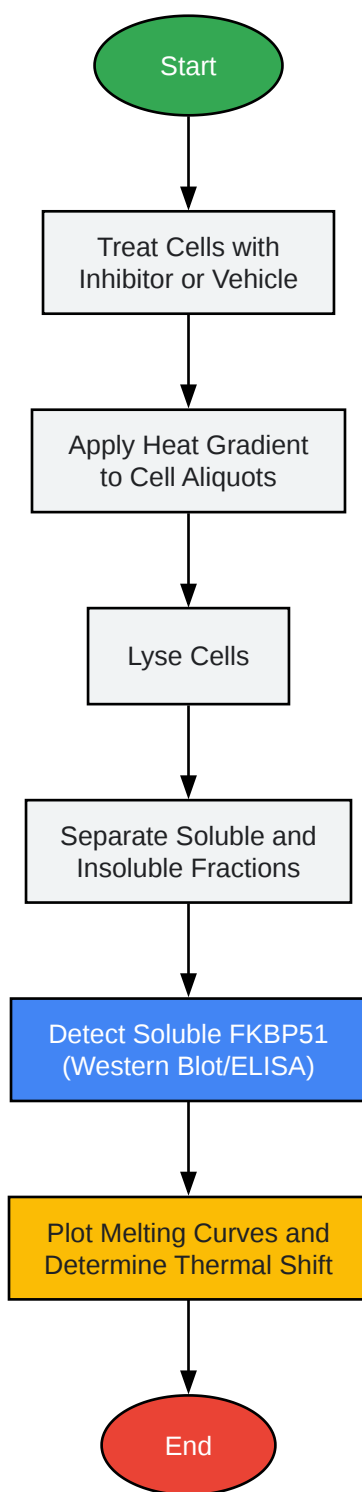 Start
Treat Cells with
Inhibitor or Vehicle
Apply Heat Gradient
to Cell Aliquots
Lyse Cells
Separate Soluble and
Insoluble Fractions
Detect Soluble FKBP51
(Western Blot/ELISA)
Plot Melting Curves and
Determine Thermal Shift
End